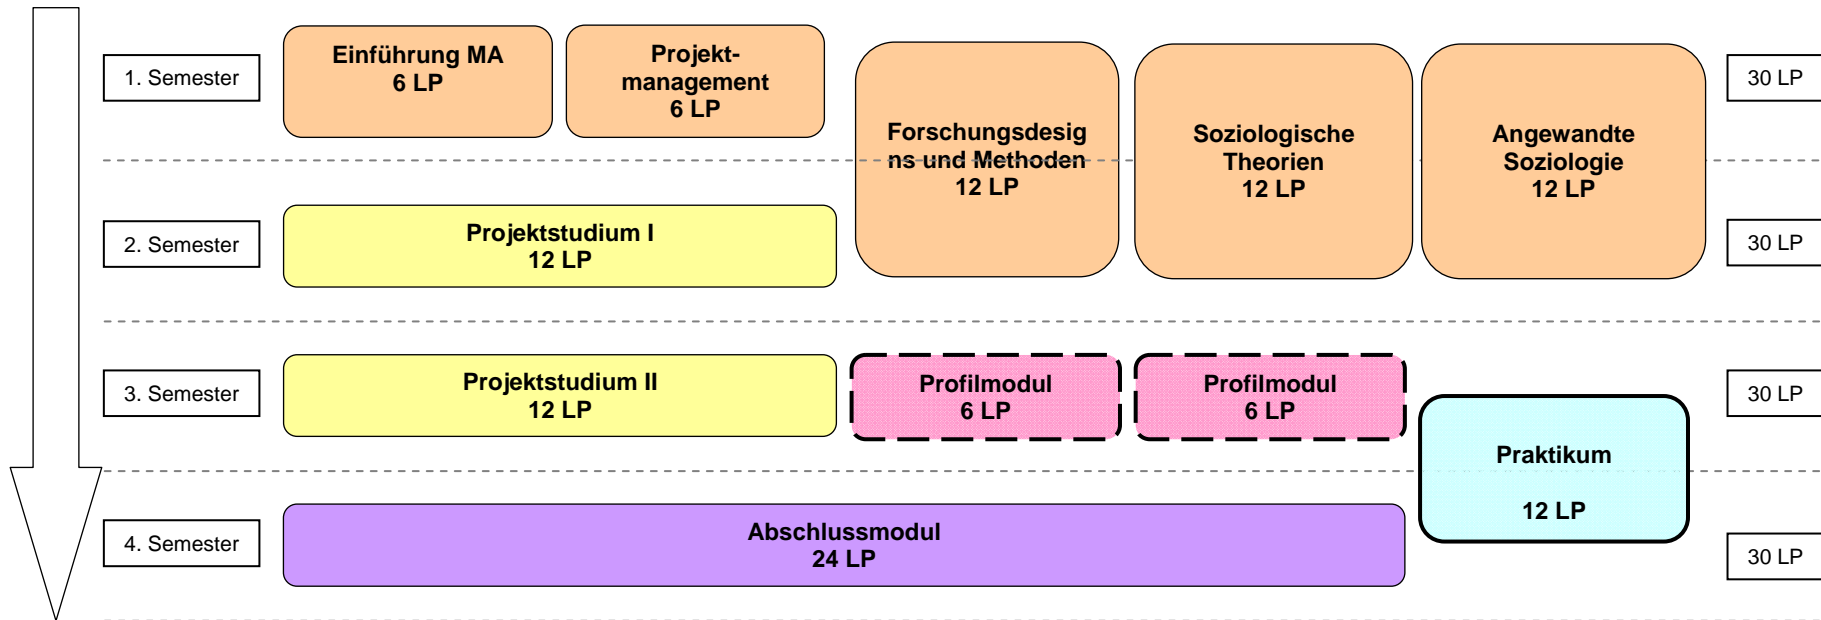 1. Semester
Einführung MA
6 LP
Projekt-
management
6 LP
Forschungsdesig
ns und Methoden
12 LP
Soziologische
Theorien
12 LP
Angewandte
Soziologie
12 LP
30 LP
2. Semester
Projektstudium I
12 LP
30 LP
3. Semester
Projektstudium II
12 LP
Profilmodul
6 LP
Profilmodul
6 LP
Praktikum
12 LP
30 LP
4. Semester
Abschlussmodul
24 LP
30 LP